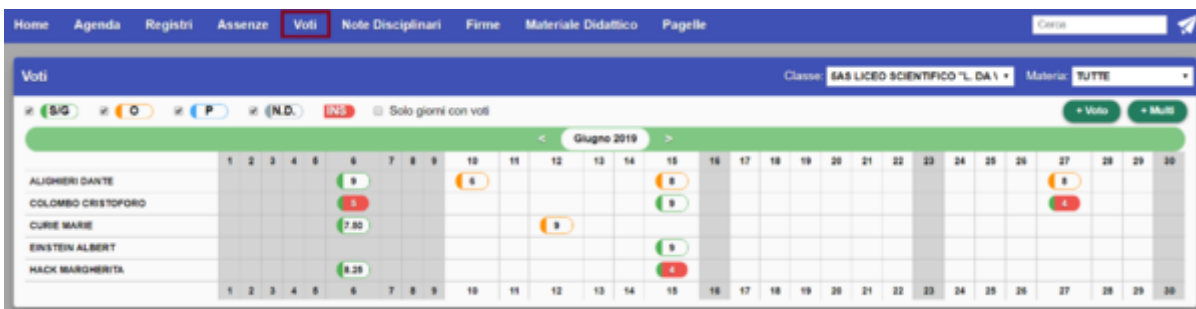 Home Agenda Registri Assenze Voti Note Disciplinari Firme Materiale Didattico Pagelle Cerca
Voti Classe: 5AS LICEO SCIENTIFICO "L. DA V Materia: TUTTE
S/G O P (N.D.) INS Solo giorni con voti + Voto + Multi
< Giugno 2019 >
1 2 3 4 5 6 7 8 9 10 11 12 13 14 15 16 17 18 19 20 21 22 23 24 25 26 27 28 29 30
ALIGHIERI DANTE 9 6 8 8
COLOMBO CRISTOFORO 5 9 4
CURIE MARIE 7.50 9
EINSTEIN ALBERT 9
HACK MARGHERITA 8.25 4
1 2 3 4 5 6 7 8 9 10 11 12 13 14 15 16 17 18 19 20 21 22 23 24 25 26 27 28 29 30